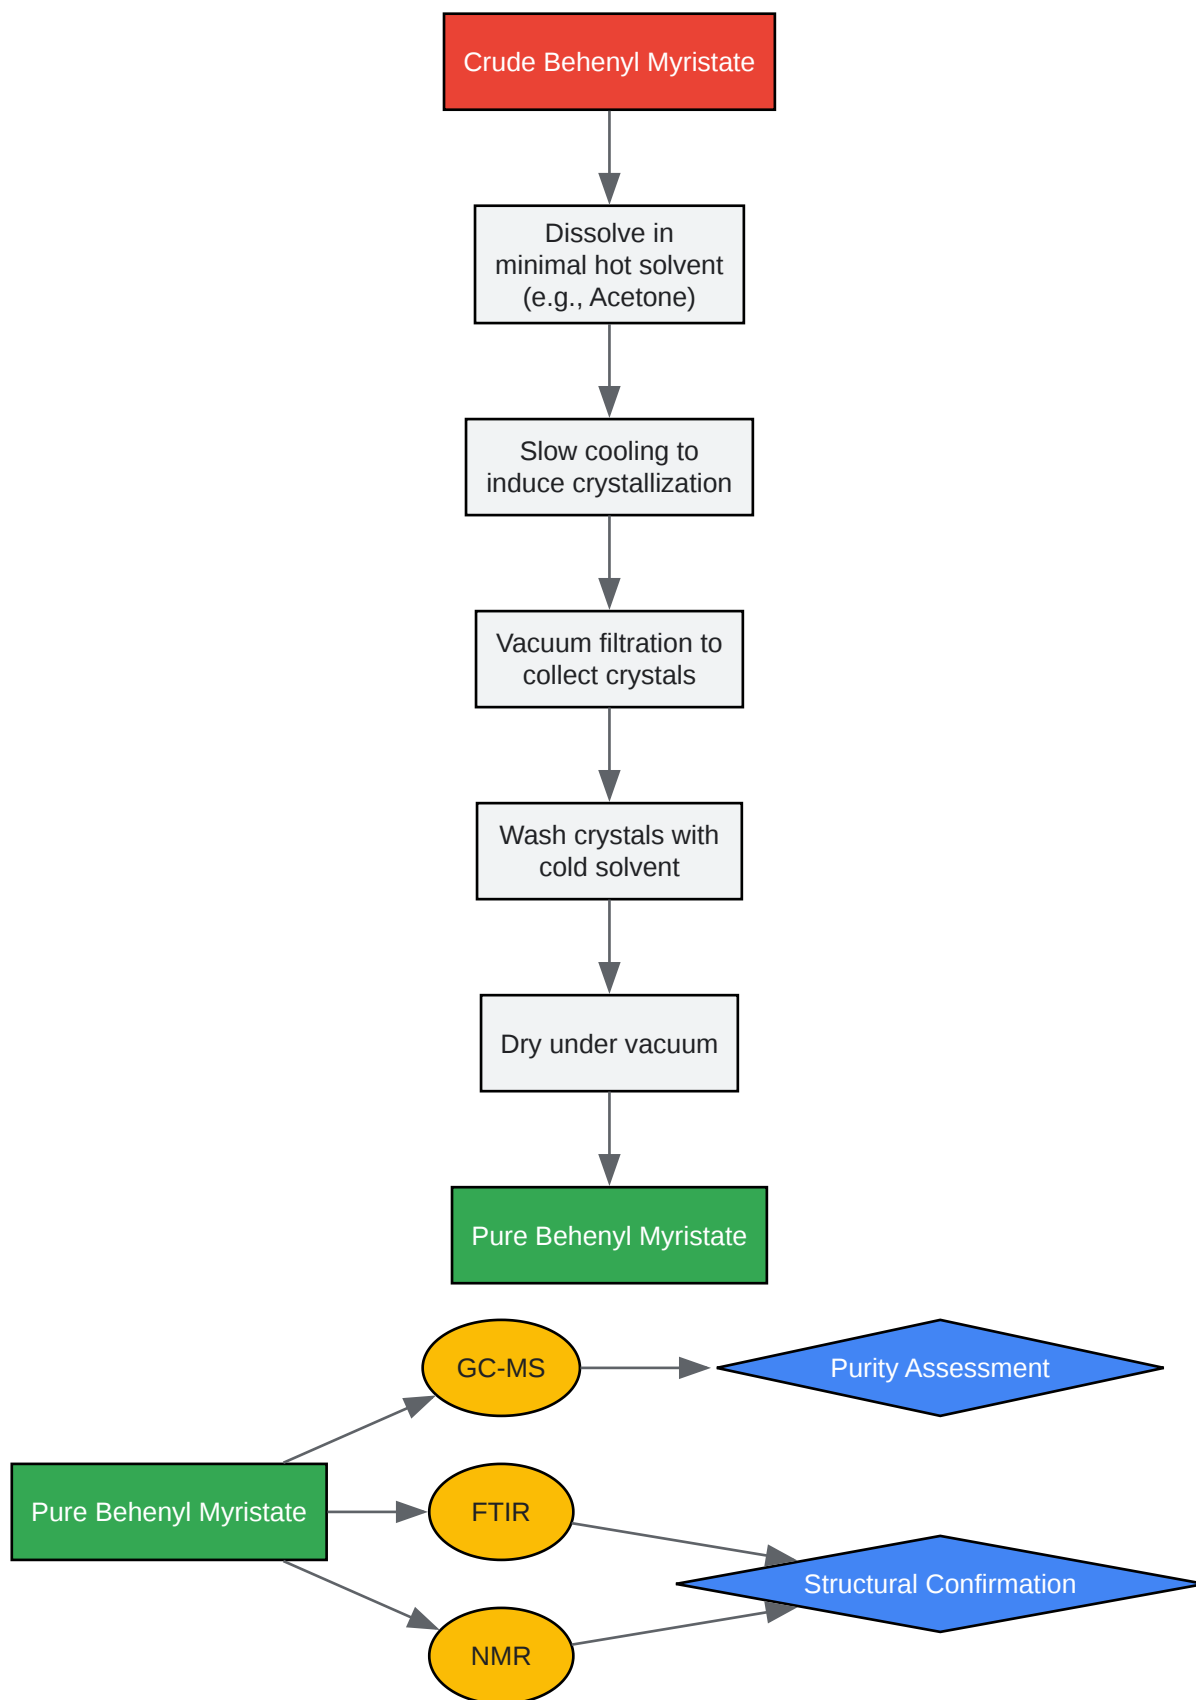 Crude Behenyl Myristate
Dissolve in
minimal hot solvent
(e.g., Acetone)
Slow cooling to
induce crystallization
Vacuum filtration to
collect crystals
Wash crystals with
cold solvent
Dry under vacuum
Pure Behenyl Myristate
GC-MS
Purity Assessment
Pure Behenyl Myristate
FTIR
Structural Confirmation
NMR